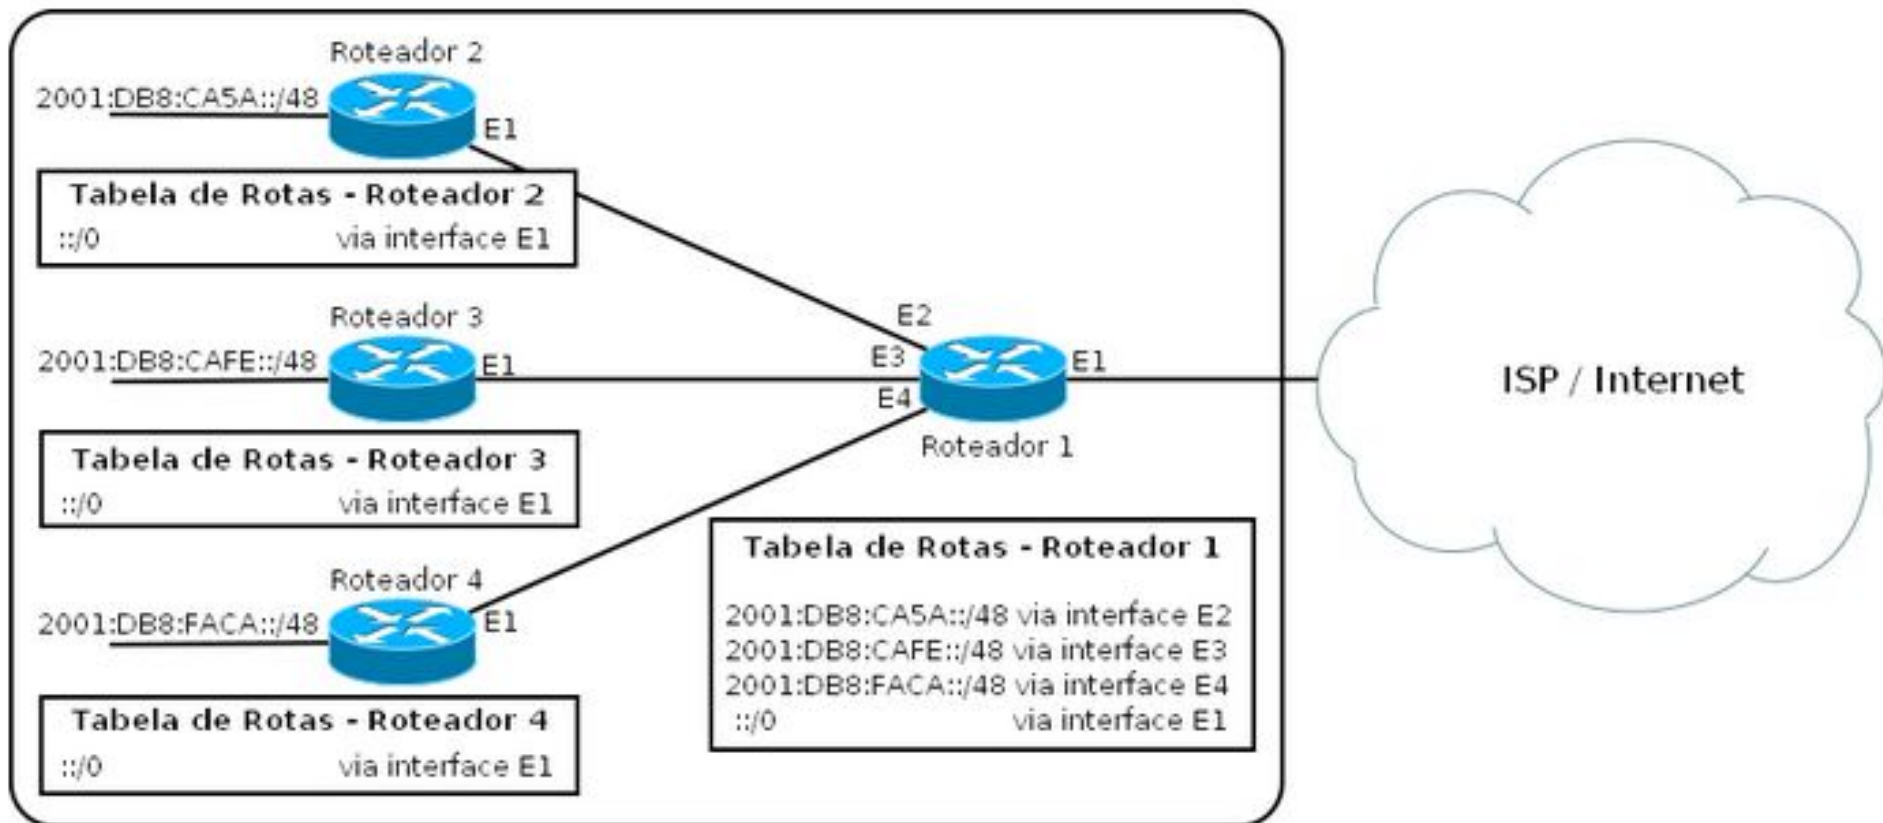 Roteador 2
2001:DB8:CA5A::/48
E1
Tabela de Rotas - Roteador 2
::/0 via interface E1
Roteador 3
2001:DB8:CAFE::/48
E1
Tabela de Rotas - Roteador 3
::/0 via interface E1
Roteador 4
2001:DB8:FACA::/48
E1
Tabela de Rotas - Roteador 4
::/0 via interface E1
E2
E3
E4
E1
Roteador 1
Tabela de Rotas - Roteador 1
2001:DB8:CA5A::/48 via interface E2
2001:DB8:CAFE::/48 via interface E3
2001:DB8:FACA::/48 via interface E4
::/0 via interface E1
ISP / Internet